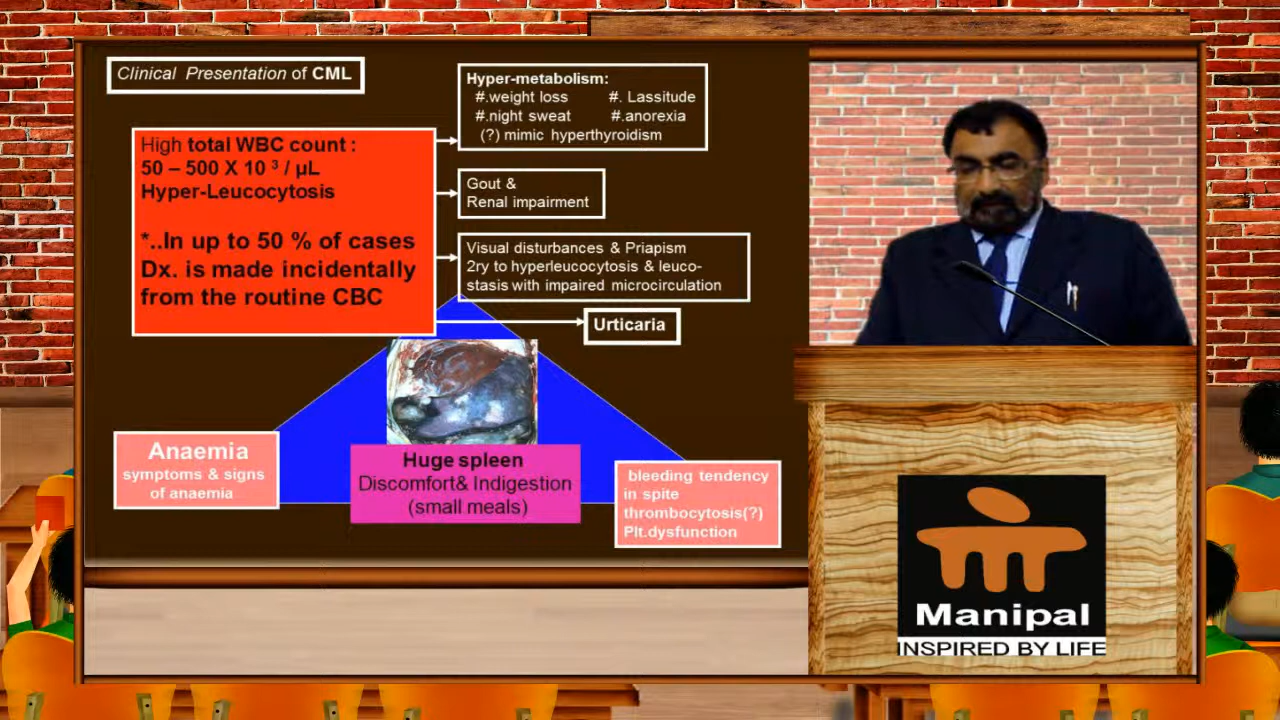 Clinical Presentation of CML
High total WBC count :
50 – 500 X 10 ³ / µL
Hyper-Leucocytosis
*..In up to 50 % of cases
Dx. is made incidentally
from the routine CBC
Hyper-metabolism:
#.weight loss #. Lassitude
#.night sweat #.anorexia
(?) mimic hyperthyroidism
Gout &
Renal impairment
Visual disturbances & Priapism
2ry to hyperleucocytosis & leuco-
stasis with impaired microcirculation
Urticaria
Anaemia
symptoms & signs
of anaemia
Huge spleen
Discomfort& Indigestion
(small meals)
bleeding tendency
in spite
thrombocytosis(?)
Plt.dysfunction
Manipal
INSPIRED BY LIFE